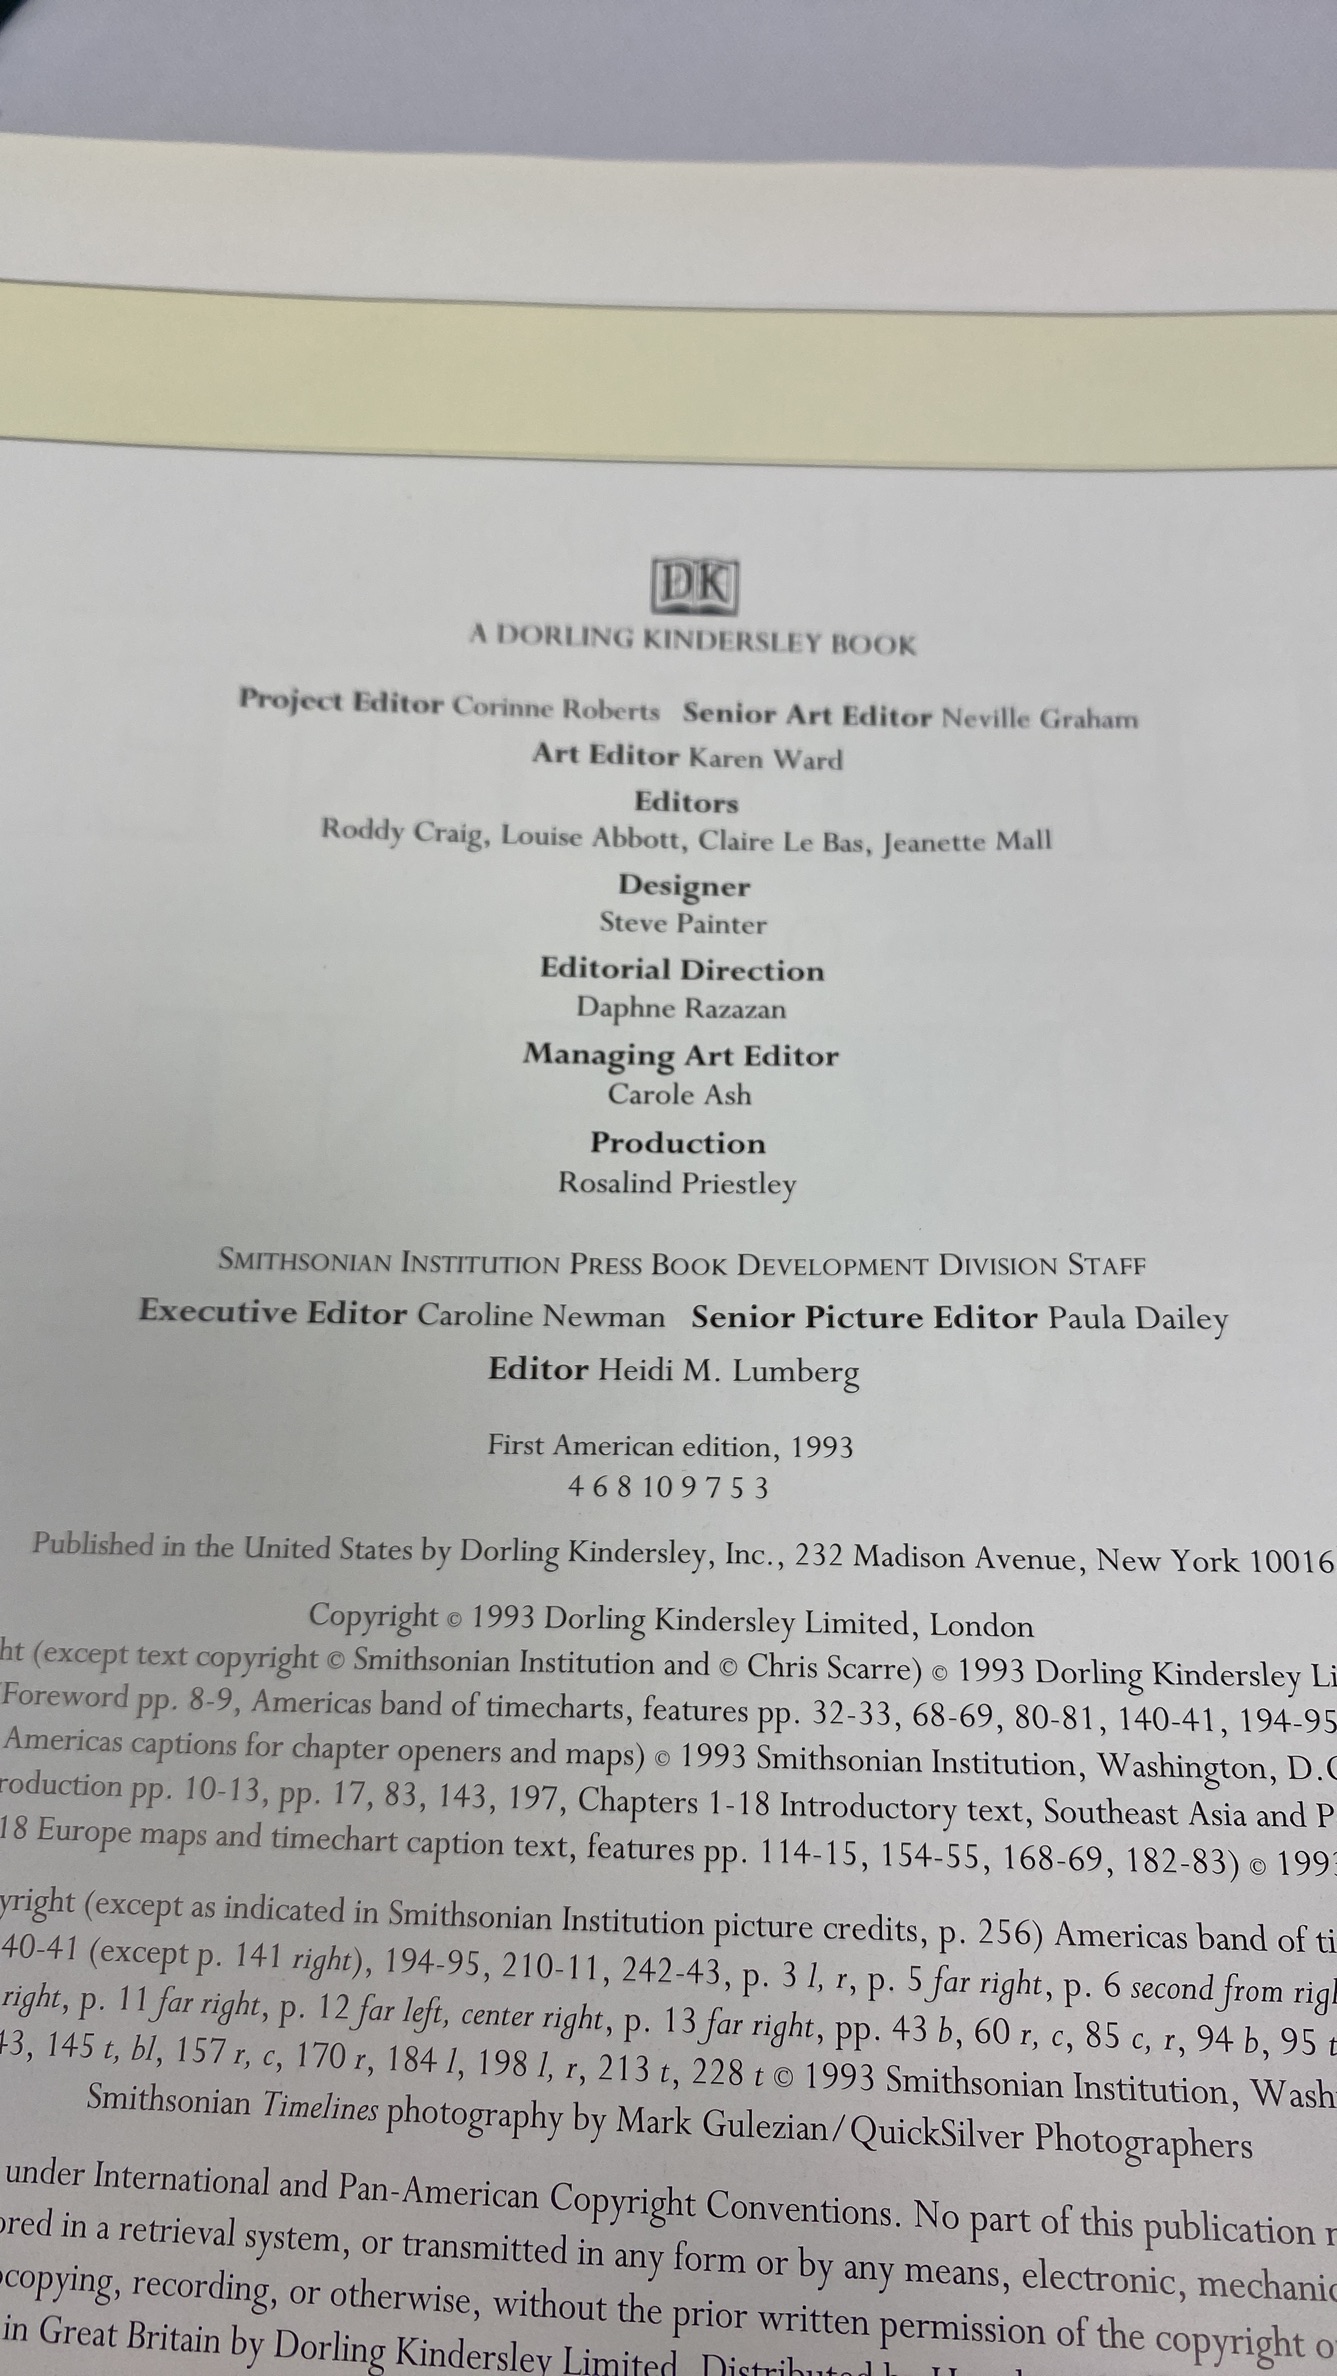 DK
A DORLING KINDERSLEY BOOK
Project Editor Corinne Roberts Senior Art Editor Neville Graham
Art Editor Karen Ward
Editors
Roddy Craig, Louise Abbott, Claire Le Bas, Jeanette Mall
Designer
Steve Painter
Editorial Direction
Daphne Razazan
Managing Art Editor
Carole Ash
Production
Rosalind Priestley
SMITHSONIAN INSTITUTION PRESS BOOK DEVELOPMENT DIVISION STAFF
Executive Editor Caroline Newman Senior Picture Editor Paula Dailey
Editor Heidi M. Lumberg
First American edition, 1993
4 6 8 10 9 7 5 3
Published in the United States by Dorling Kindersley, Inc., 232 Madison Avenue, New York 10016
Copyright © 1993 Dorling Kindersley Limited, London
ht (except text copyright © Smithsonian Institution and © Chris Scarre) © 1993 Dorling Kindersley Li
Foreword pp. 8-9, Americas band of timecharts, features pp. 32-33, 68-69, 80-81, 140-41, 194-95
Americas captions for chapter openers and maps) © 1993 Smithsonian Institution, Washington, D.C
roduction pp. 10-13, pp. 17, 83, 143, 197, Chapters 1-18 Introductory text, Southeast Asia and P
18 Europe maps and timechart caption text, features pp. 114-15, 154-55, 168-69, 182-83) © 1993
yright (except as indicated in Smithsonian Institution picture credits, p. 256) Americas band of ti
40-41 (except p. 141 right), 194-95, 210-11, 242-43, p. 3 l, r, p. 5 far right, p. 6 second from righ
right, p. 11 far right, p. 12 far left, center right, p. 13 far right, pp. 43 b, 60 r, c, 85 c, r, 94 b, 95 t
43, 145 t, bl, 157 r, c, 170 r, 184 l, 198 l, r, 213 t, 228 t © 1993 Smithsonian Institution, Wash
Smithsonian Timelines photography by Mark Gulezian/QuickSilver Photographers
under International and Pan-American Copyright Conventions. No part of this publication
ored in a retrieval system, or transmitted in any form or by any means, electronic, mechanic
ocopying, recording, or otherwise, without the prior written permission of the copyright o
in Great Britain by Dorling Kindersley Limited. Distributed by